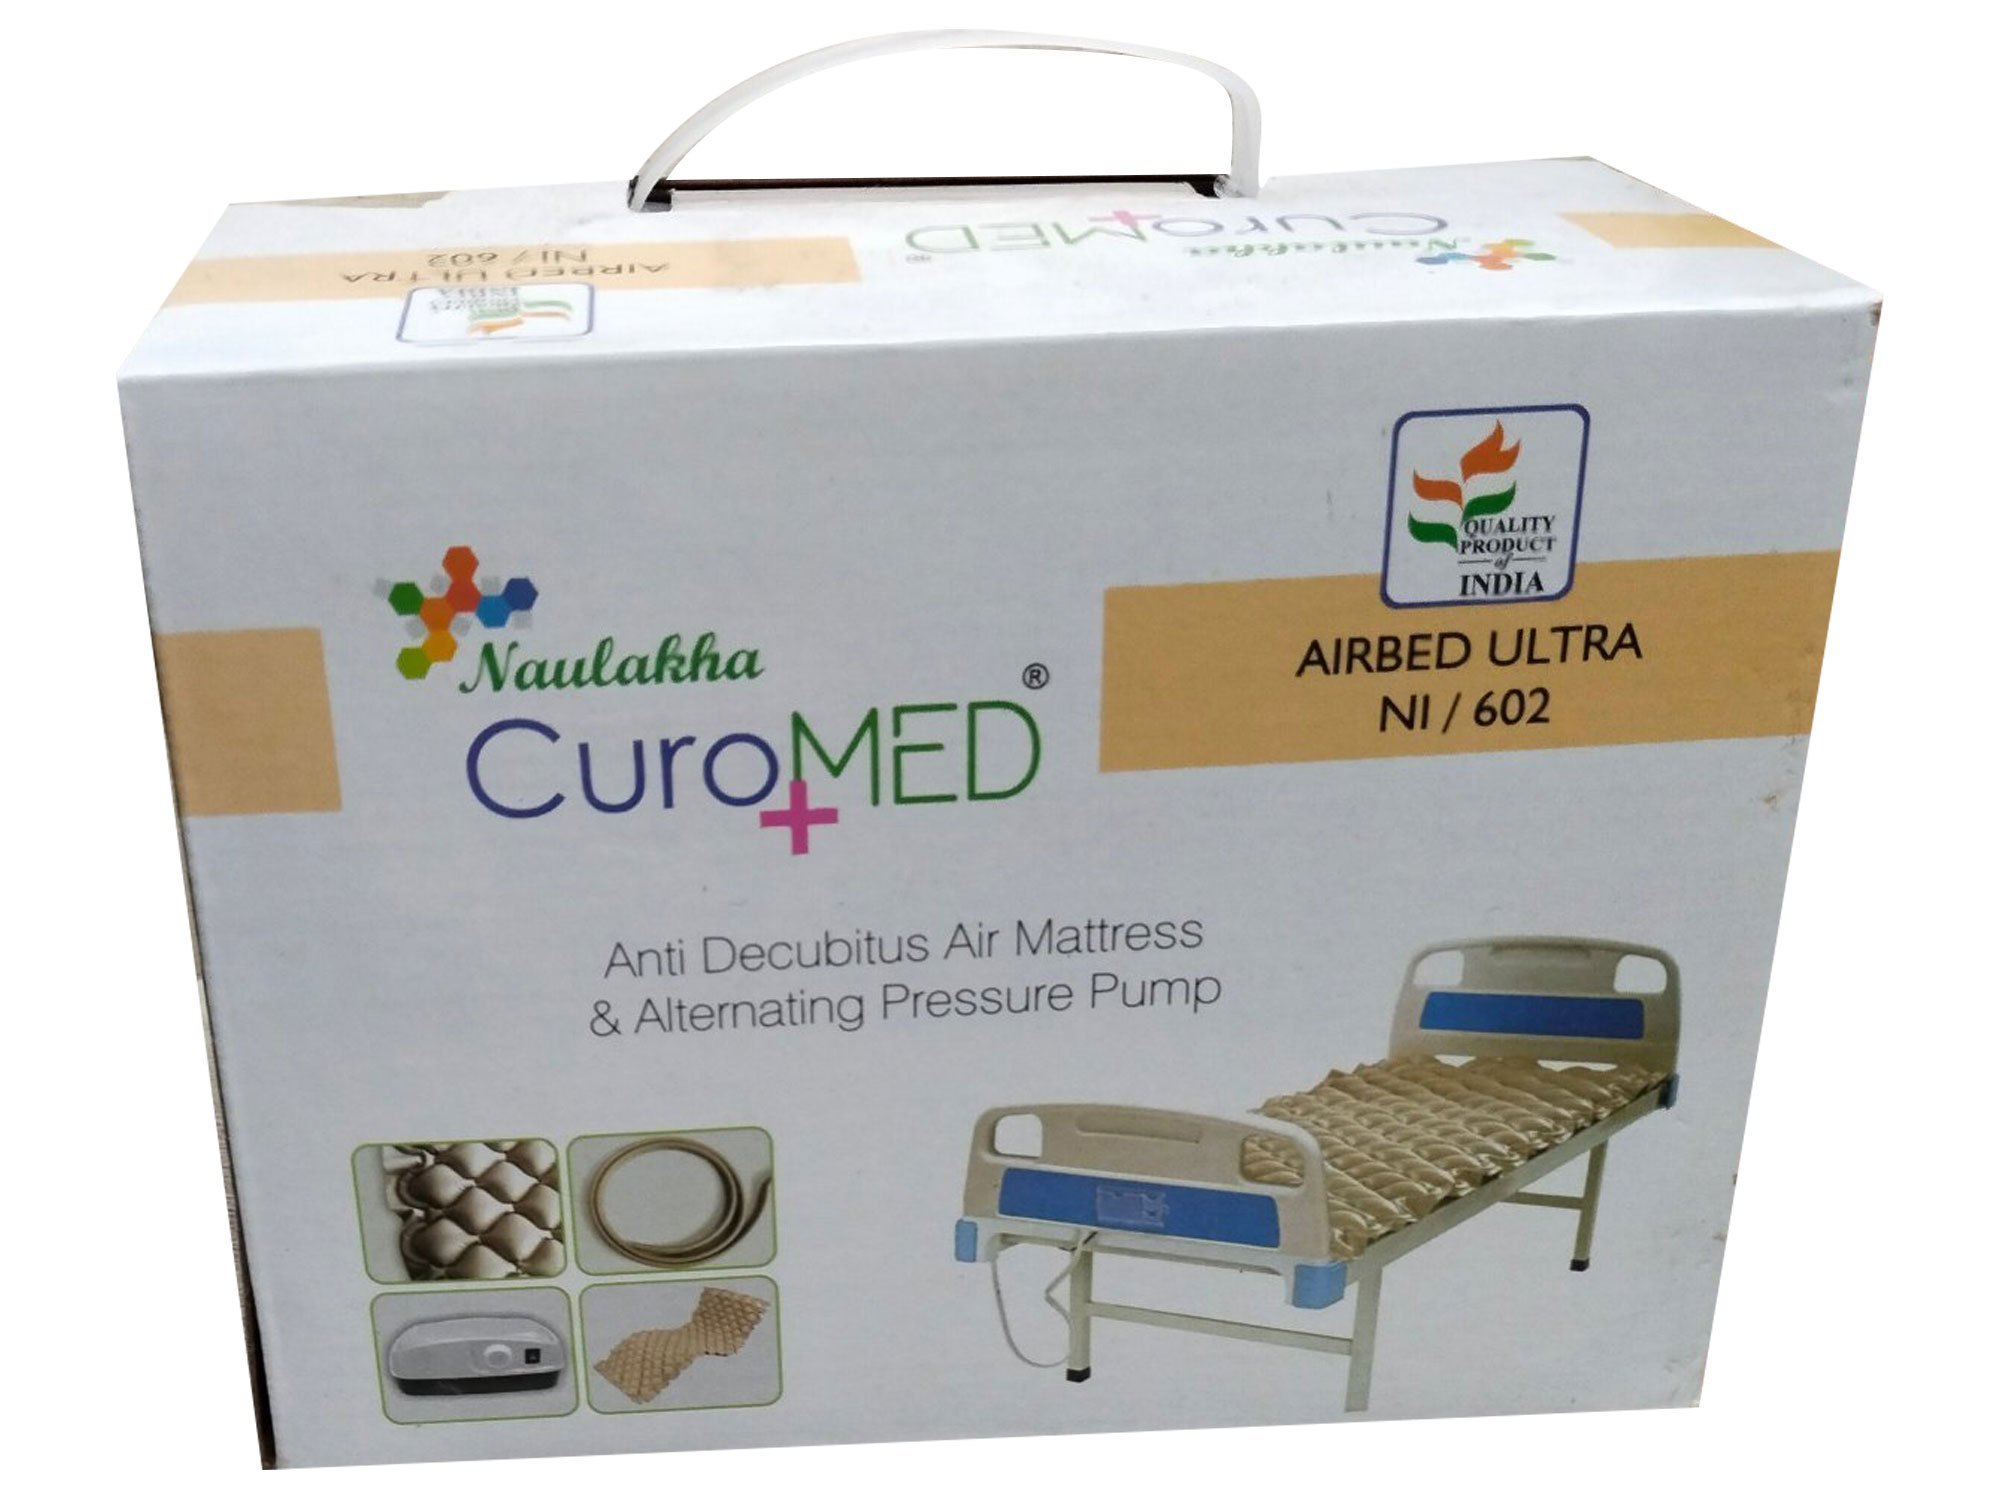 Naulakha
CuroMED®
AIRBED ULTRA
NI / 602
QUALITY
PRODUCT
of
INDIA
AIRBED ULTRA
NI / 602
Naulakha
CuroMED®
Anti Decubitus Air Mattress
& Alternating Pressure Pump